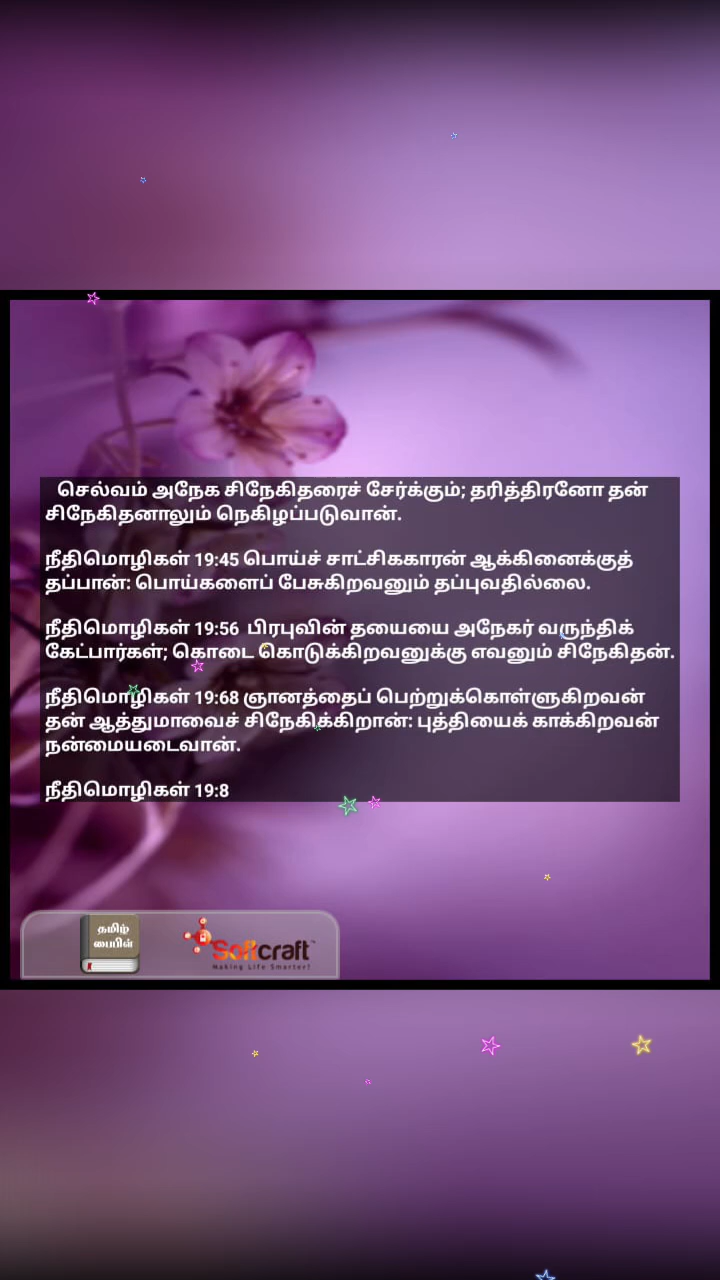 செல்வம் அநேக சிநேகிதரைச் சேர்க்கும்; தரித்திரனோ தன்
சிநேகிதனாலும் நெகிழப்படுவான்.
நீதிமொழிகள் 19:45 பொய்ச் சாட்சிககாரன் ஆக்கினைக்குத்
தப்பான்: பொய்களைப் பேசுகிறவனும் தப்புவதில்லை.
நீதிமொழிகள் 19:56 பிரபுவின் தயையை அநேகர் வருந்திக்
கேட்பார்கள்; கொடை கொடுக்கிறவனுக்கு எவனும் சிநேகிதன்.
நீதிமொழிகள் 19:68 ஞானத்தைப் பெற்றுக்கொள்ளுகிறவன்
தன் ஆத்துமாவைச் சிநேகிக்கிறான்: புத்தியைக் காக்கிறவன்
நன்மையடைவான்.
நீதிமொழிகள் 19:8
தமிழ்
பைபிள்
Softcraft™
Making Life Smarter!